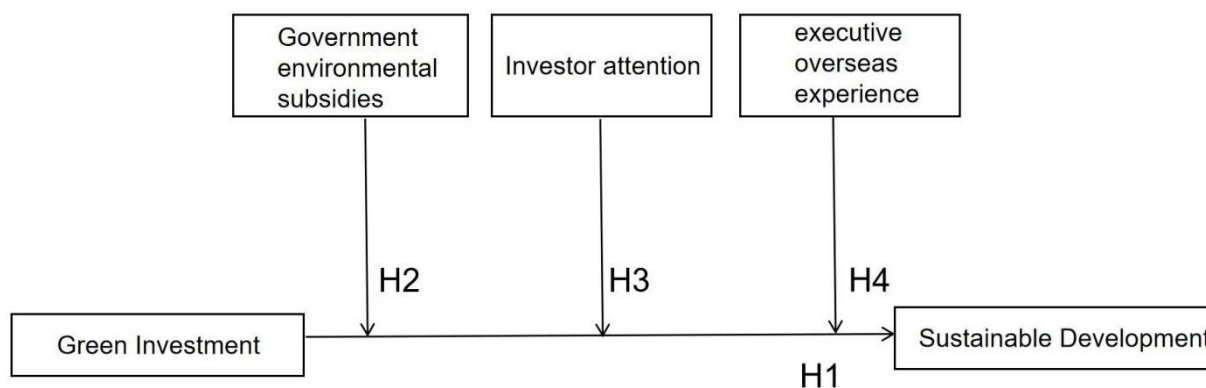 Government
environmental
subsidies
Investor attention
executive
overseas
experience
H2
H3
H4
Green Investment
Sustainable Development
H1